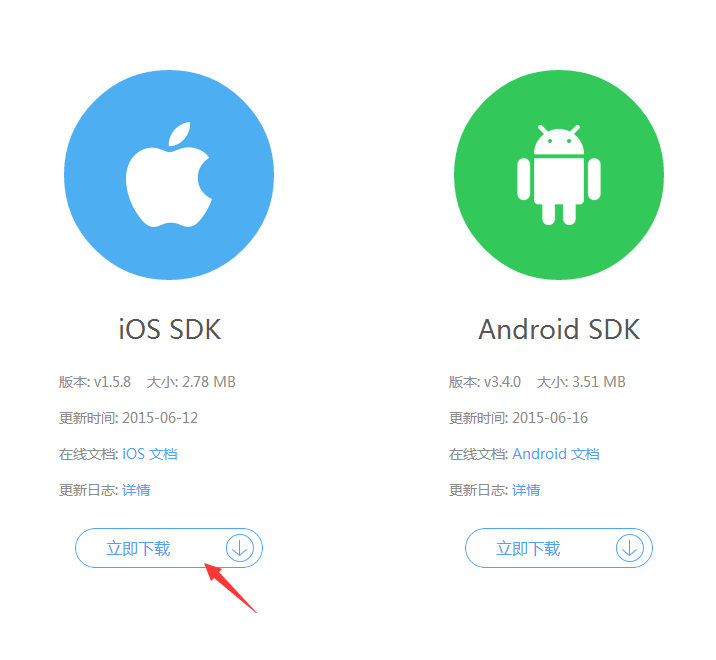 iOS SDK
版本: v1.5.8 大小: 2.78 MB
更新时间: 2015-06-12
在线文档: iOS 文档
更新日志: 详情
立即下载
Android SDK
版本: v3.4.0 大小: 3.51 MB
更新时间: 2015-06-16
在线文档: Android 文档
更新日志: 详情
立即下载